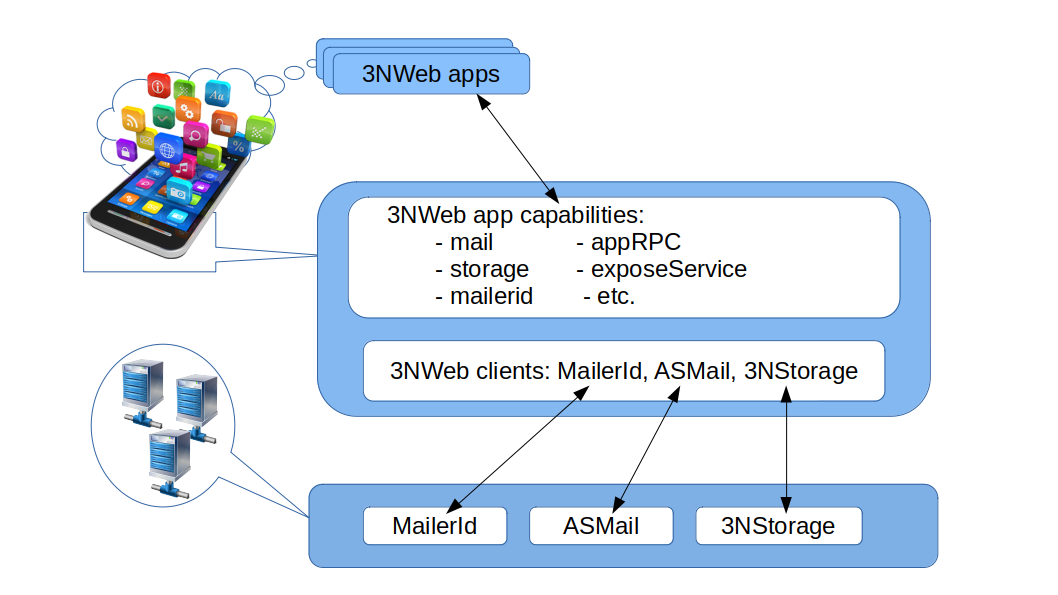 3NWeb apps
Aa
%
3NWeb app capabilities:
- mail - appRPC
- storage - exposeService
- mailerid - etc.
3NWeb clients: MailerId, ASMail, 3NStorage
MailerId ASMail 3NStorage